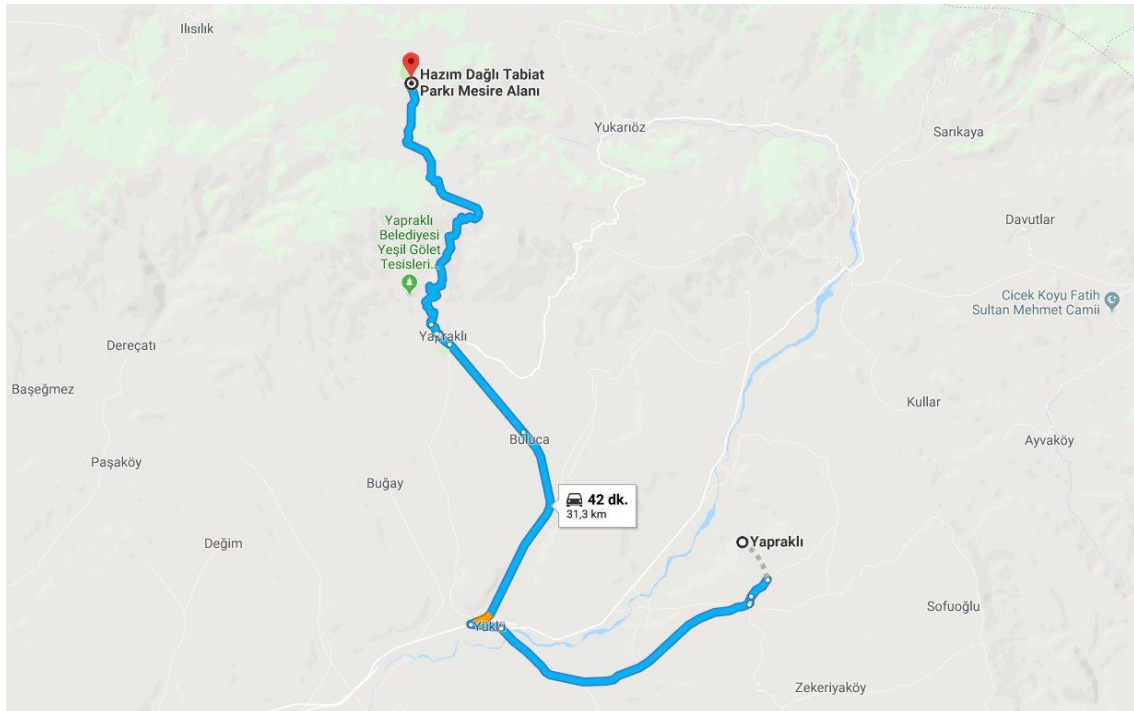 Ilısılık
Hazım Dağlı Tabiat
Parkı Mesire Alanı
Yukarıöz
Sarıkaya
Yapraklı
Belediyesi
Yeşil Gölet
Tesisleri...
Davutlar
Cicek Koyu Fatih
Sultan Mehmet Camii
Yapraklı
Dereçatı
Başeğmez
Kullar
Buluca
Ayvaköy
Paşaköy
Buğay
42 dk.
31,3 km
Değim
Yapraklı
Sofuoğlu
Yüklü
Zekeriyaköy